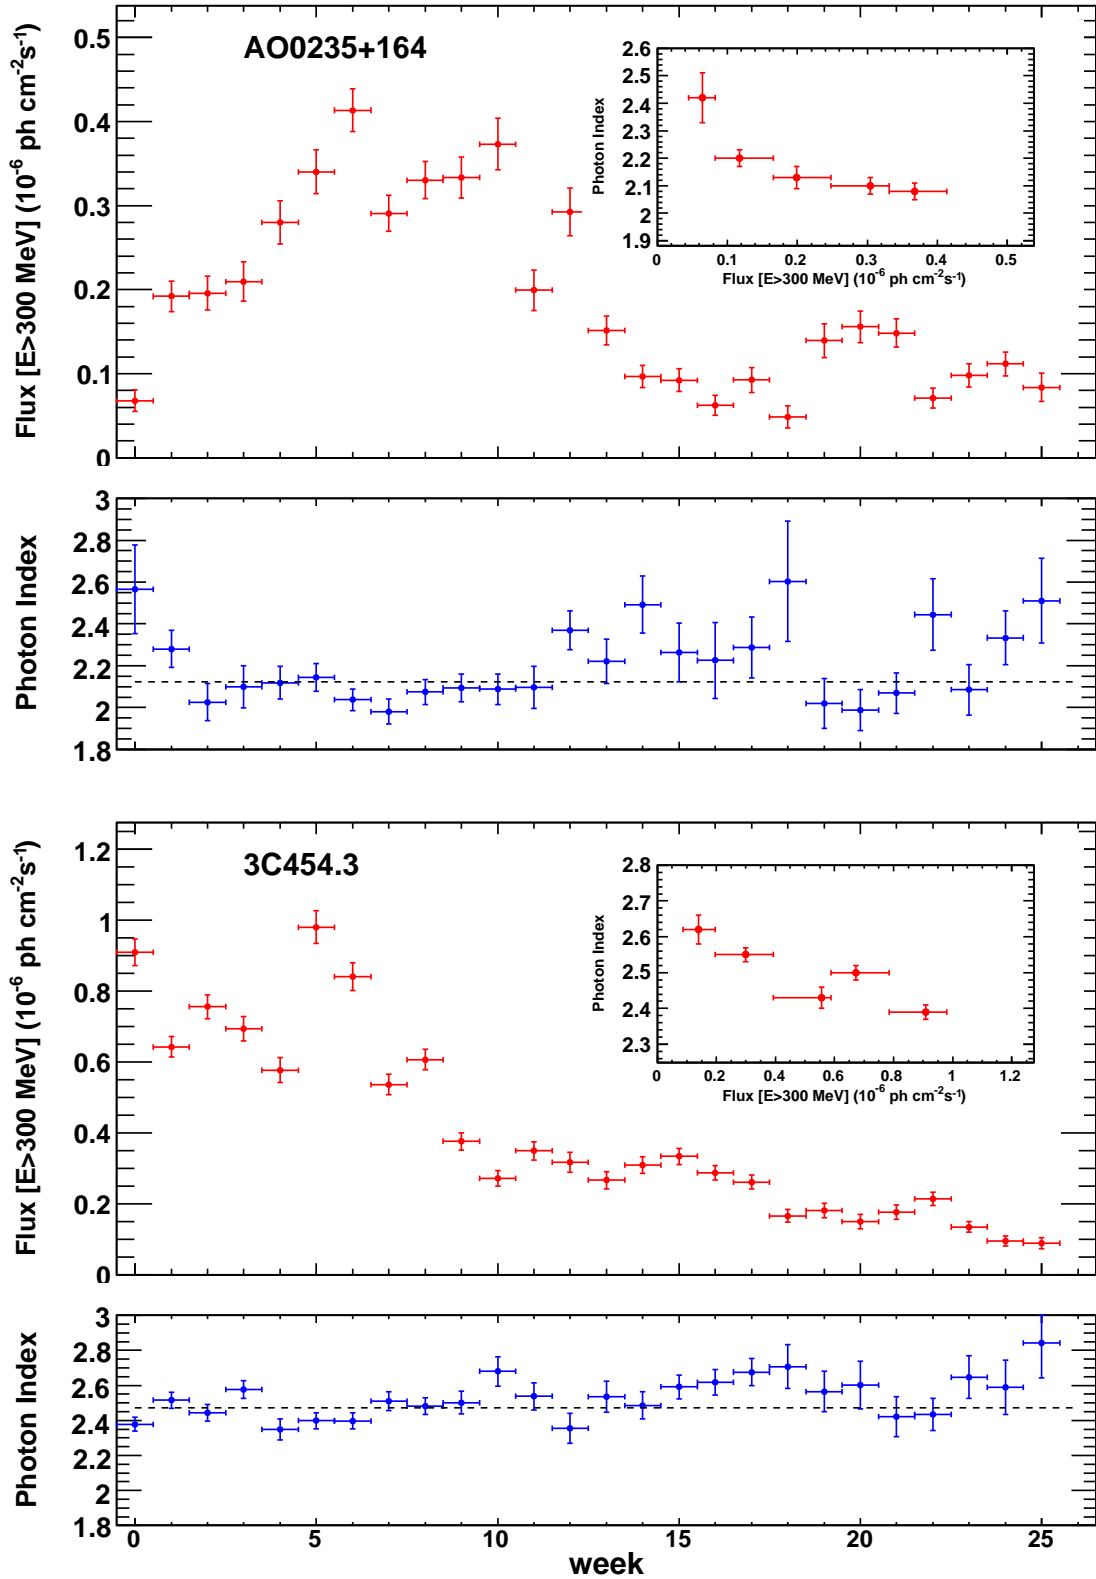 AO0235+164
Flux [E>300 MeV] (10⁻⁶ ph cm⁻²s⁻¹)
0.5
0.4
0.3
0.2
0.1
0
Photon Index
2.6
2.5
2.4
2.3
2.2
2.1
2
1.9
0 0.1 0.2 0.3 0.4 0.5
Flux [E>300 MeV] (10⁻⁶ ph cm⁻²s⁻¹)
Photon Index
3
2.8
2.6
2.4
2.2
2
1.8
3C454.3
Flux [E>300 MeV] (10⁻⁶ ph cm⁻²s⁻¹)
1.2
1
0.8
0.6
0.4
0.2
0
Photon Index
2.8
2.7
2.6
2.5
2.4
2.3
0 0.2 0.4 0.6 0.8 1 1.2
Flux [E>300 MeV] (10⁻⁶ ph cm⁻²s⁻¹)
Photon Index
3
2.8
2.6
2.4
2.2
2
1.8
0 5 10 15 20 25
week